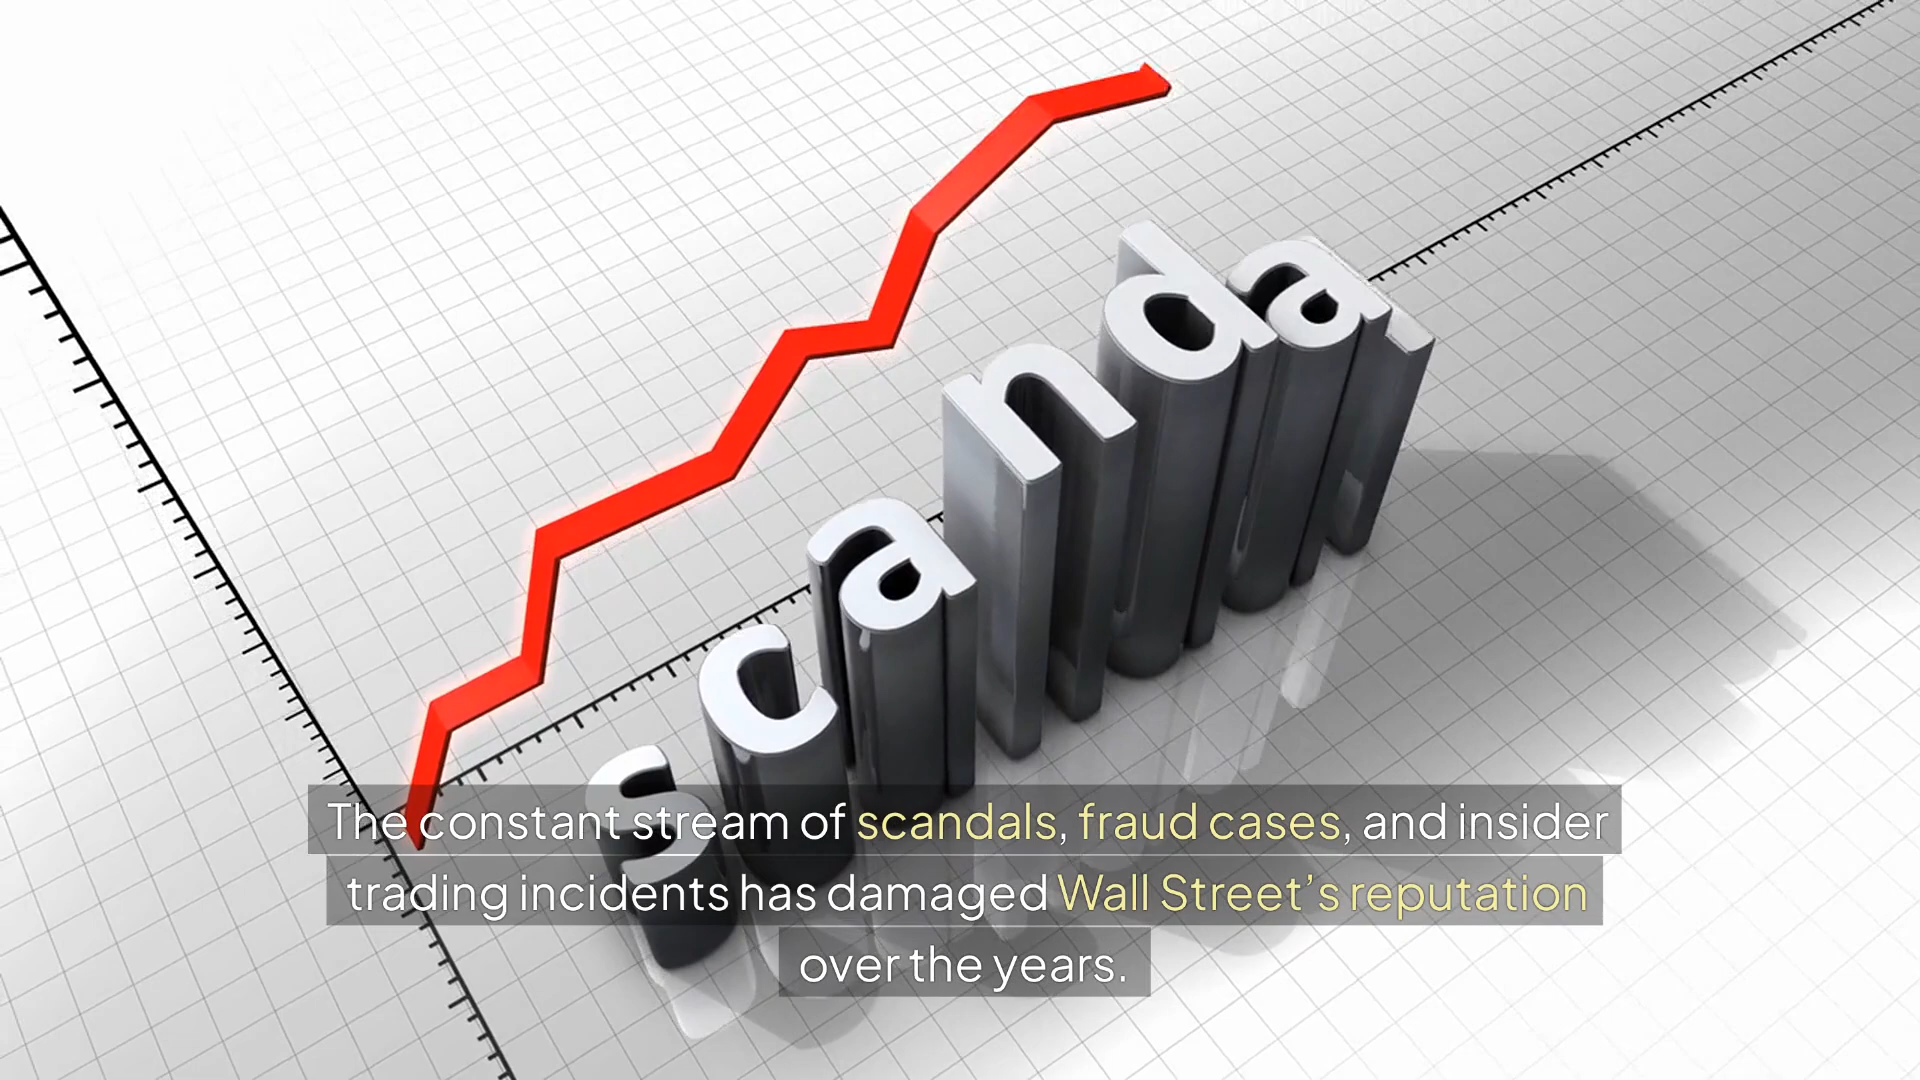 scandal
The constant stream of scandals, fraud cases, and insider
trading incidents has damaged Wall Street’s reputation
over the years.